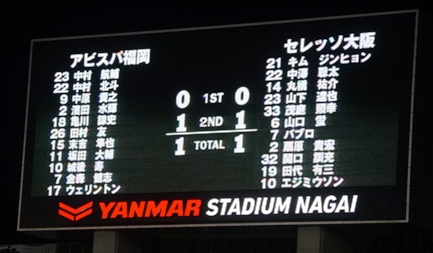 アビスパ福岡
23 中村 航輔
22 中村 北斗
9 中原 貴之
2 濱田 水輝
18 亀川 諒史
26 田村 友
15 末吉 隼也
11 坂田 大輔
10 城後 寿
7 金森 健志
17 ウェリントン
0 1ST 0
1 2ND 1
1 TOTAL 1
セレッソ大阪
21 キム ジンヒョン
22 中澤 聡太
14 丸橋 祐介
23 山下 達也
33 茂庭 照幸
6 山口 蛍
7 パブロ
2 扇原 貴宏
32 関口 訓充
19 田代 有三
10 エジミウソン
YANMAR STADIUM NAGAI